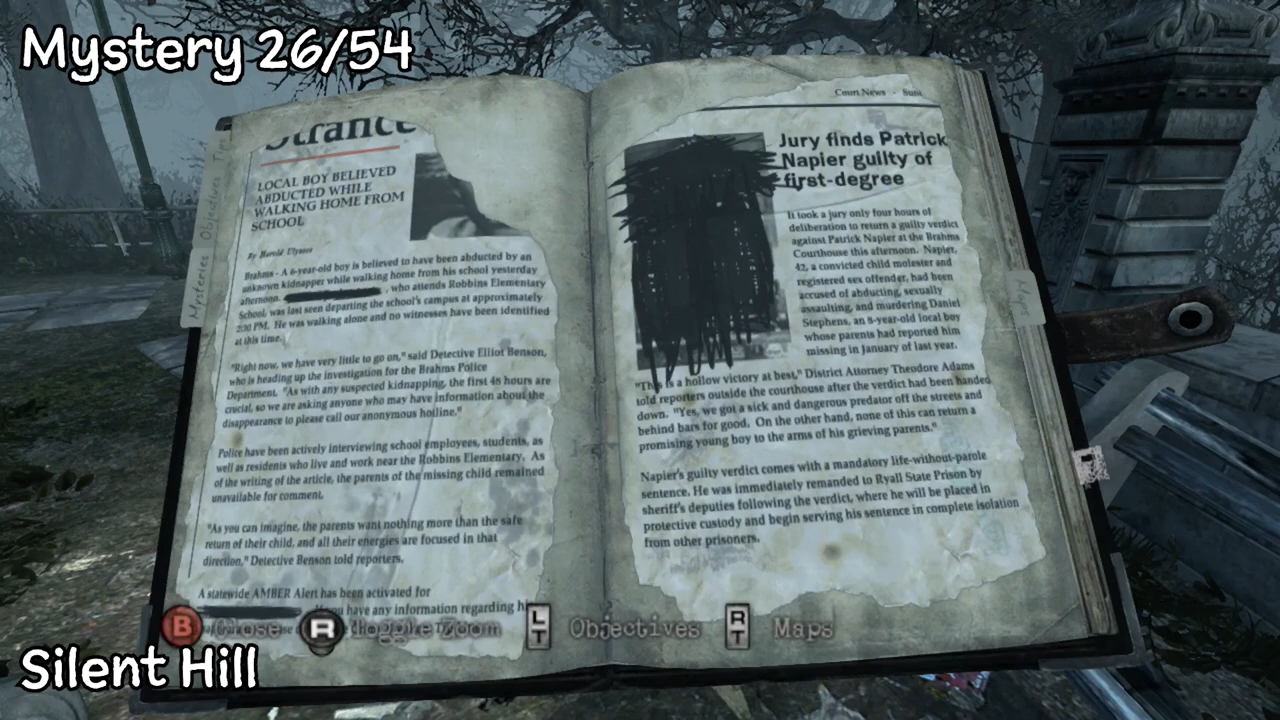 Mystery 26/54
LOCAL BOY BELIEVED
ABDUCTED WHILE
WALKING HOME FROM
SCHOOL
By Harold Ulysses
Brahms - A 6-year-old boy is believed to have been abducted by an
unknown kidnapper while walking home from his school yesterday
afternoon. , who attends Robbins Elementary
School, was last seen departing the school's campus at approximately
2:30 PM. He was walking alone and no witnesses have been identified
at this time.
"Right now, we have very little to go on," said Detective Elliot Benson,
who is heading up the investigation for the Brahms Police
Department. "As with any suspected kidnapping, the first 48 hours are
crucial, so we are asking anyone who may have information about the
disappearance to please call our anonymous hotline."
Police have been actively interviewing school employees, students, as
well as residents who live and work near the Robbins Elementary. As
of the writing of the article, the parents of the missing child remained
unavailable for comment.
"As you can imagine, the parents want nothing more than the safe
return of their child, and all their energies are focused in that
direction," Detective Benson told reporters.
A statewide AMBER Alert has been activated for
you have any information regarding
Mysteries Objectives
Court News -
Jury finds Patrick
Napier guilty of
first-degree
It took a jury only four hours of
deliberation to return a guilty verdict
against Patrick Napier at the Brahms
Courthouse this afternoon. Napier,
42, a convicted child molester and
registered sex offender, had been
accused of abducting, sexually
assaulting, and murdering Daniel
Stephens, an 8-year-old local boy
whose parents had reported him
missing in January of last year.
"This is a hollow victory at best," District Attorney Theodore Adams
told reporters outside the courthouse after the verdict had been handed
down. "Yes, we got a sick and dangerous predator off the streets and
behind bars for good. On the other hand, none of this can return a
promising young boy to the arms of his grieving parents."
Napier's guilty verdict comes with a mandatory life-without-parole
sentence. He was immediately remanded to Ryall State Prison by
sheriff's deputies following the verdict, where he will be placed in
protective custody and begin serving his sentence in complete isolation
from other prisoners.
Maps
B Close R Toggle Zoom LT Objectives RT Maps
Silent Hill